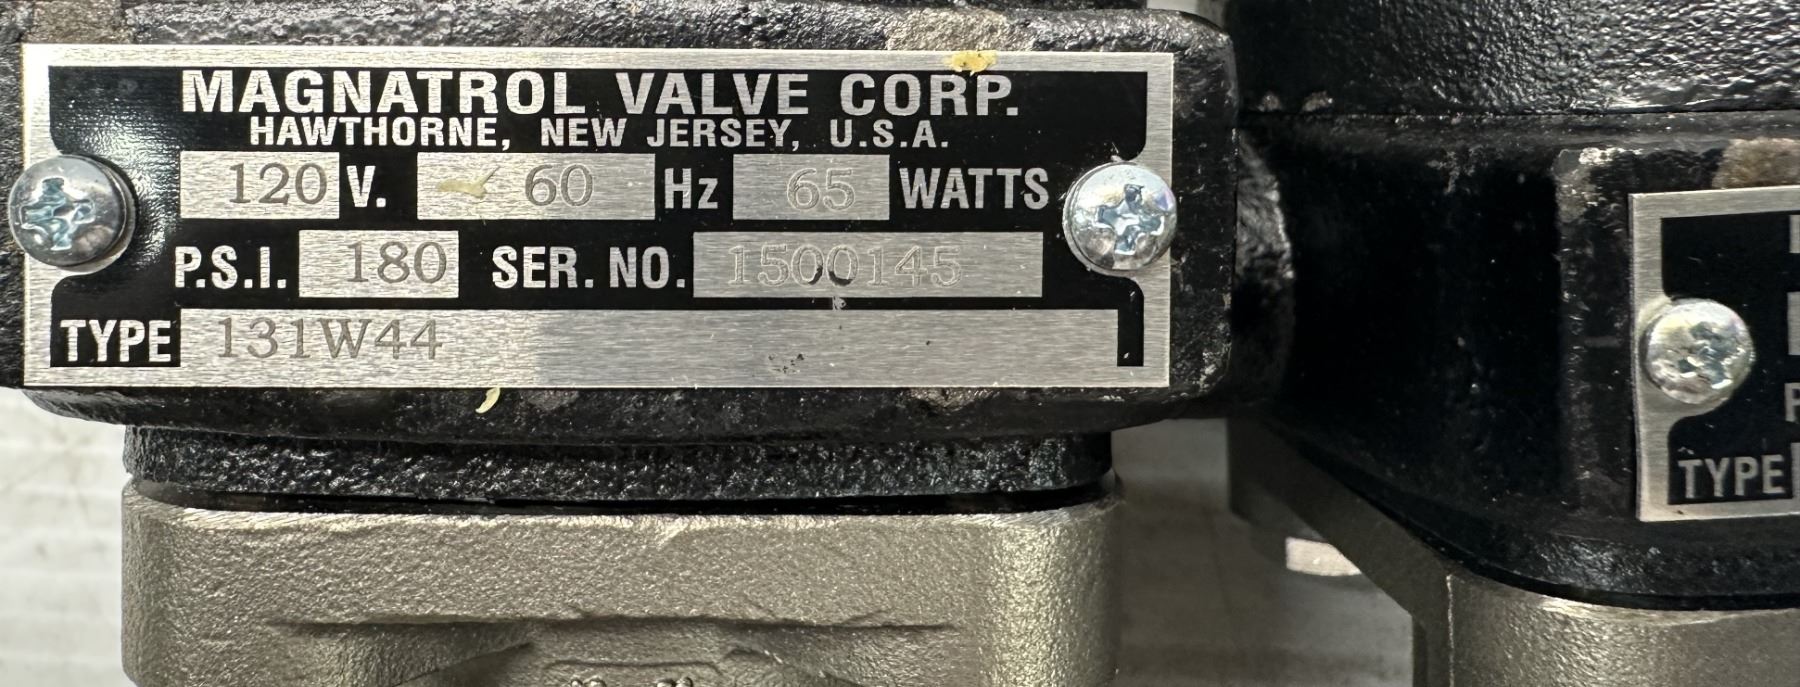 MAGNATROL VALVE CORP.
HAWTHORNE, NEW JERSEY, U.S.A.
120 V. 60 Hz 65 WATTS
P.S.I. 180 SER. NO. 1500145
TYPE 131W44
TYPE